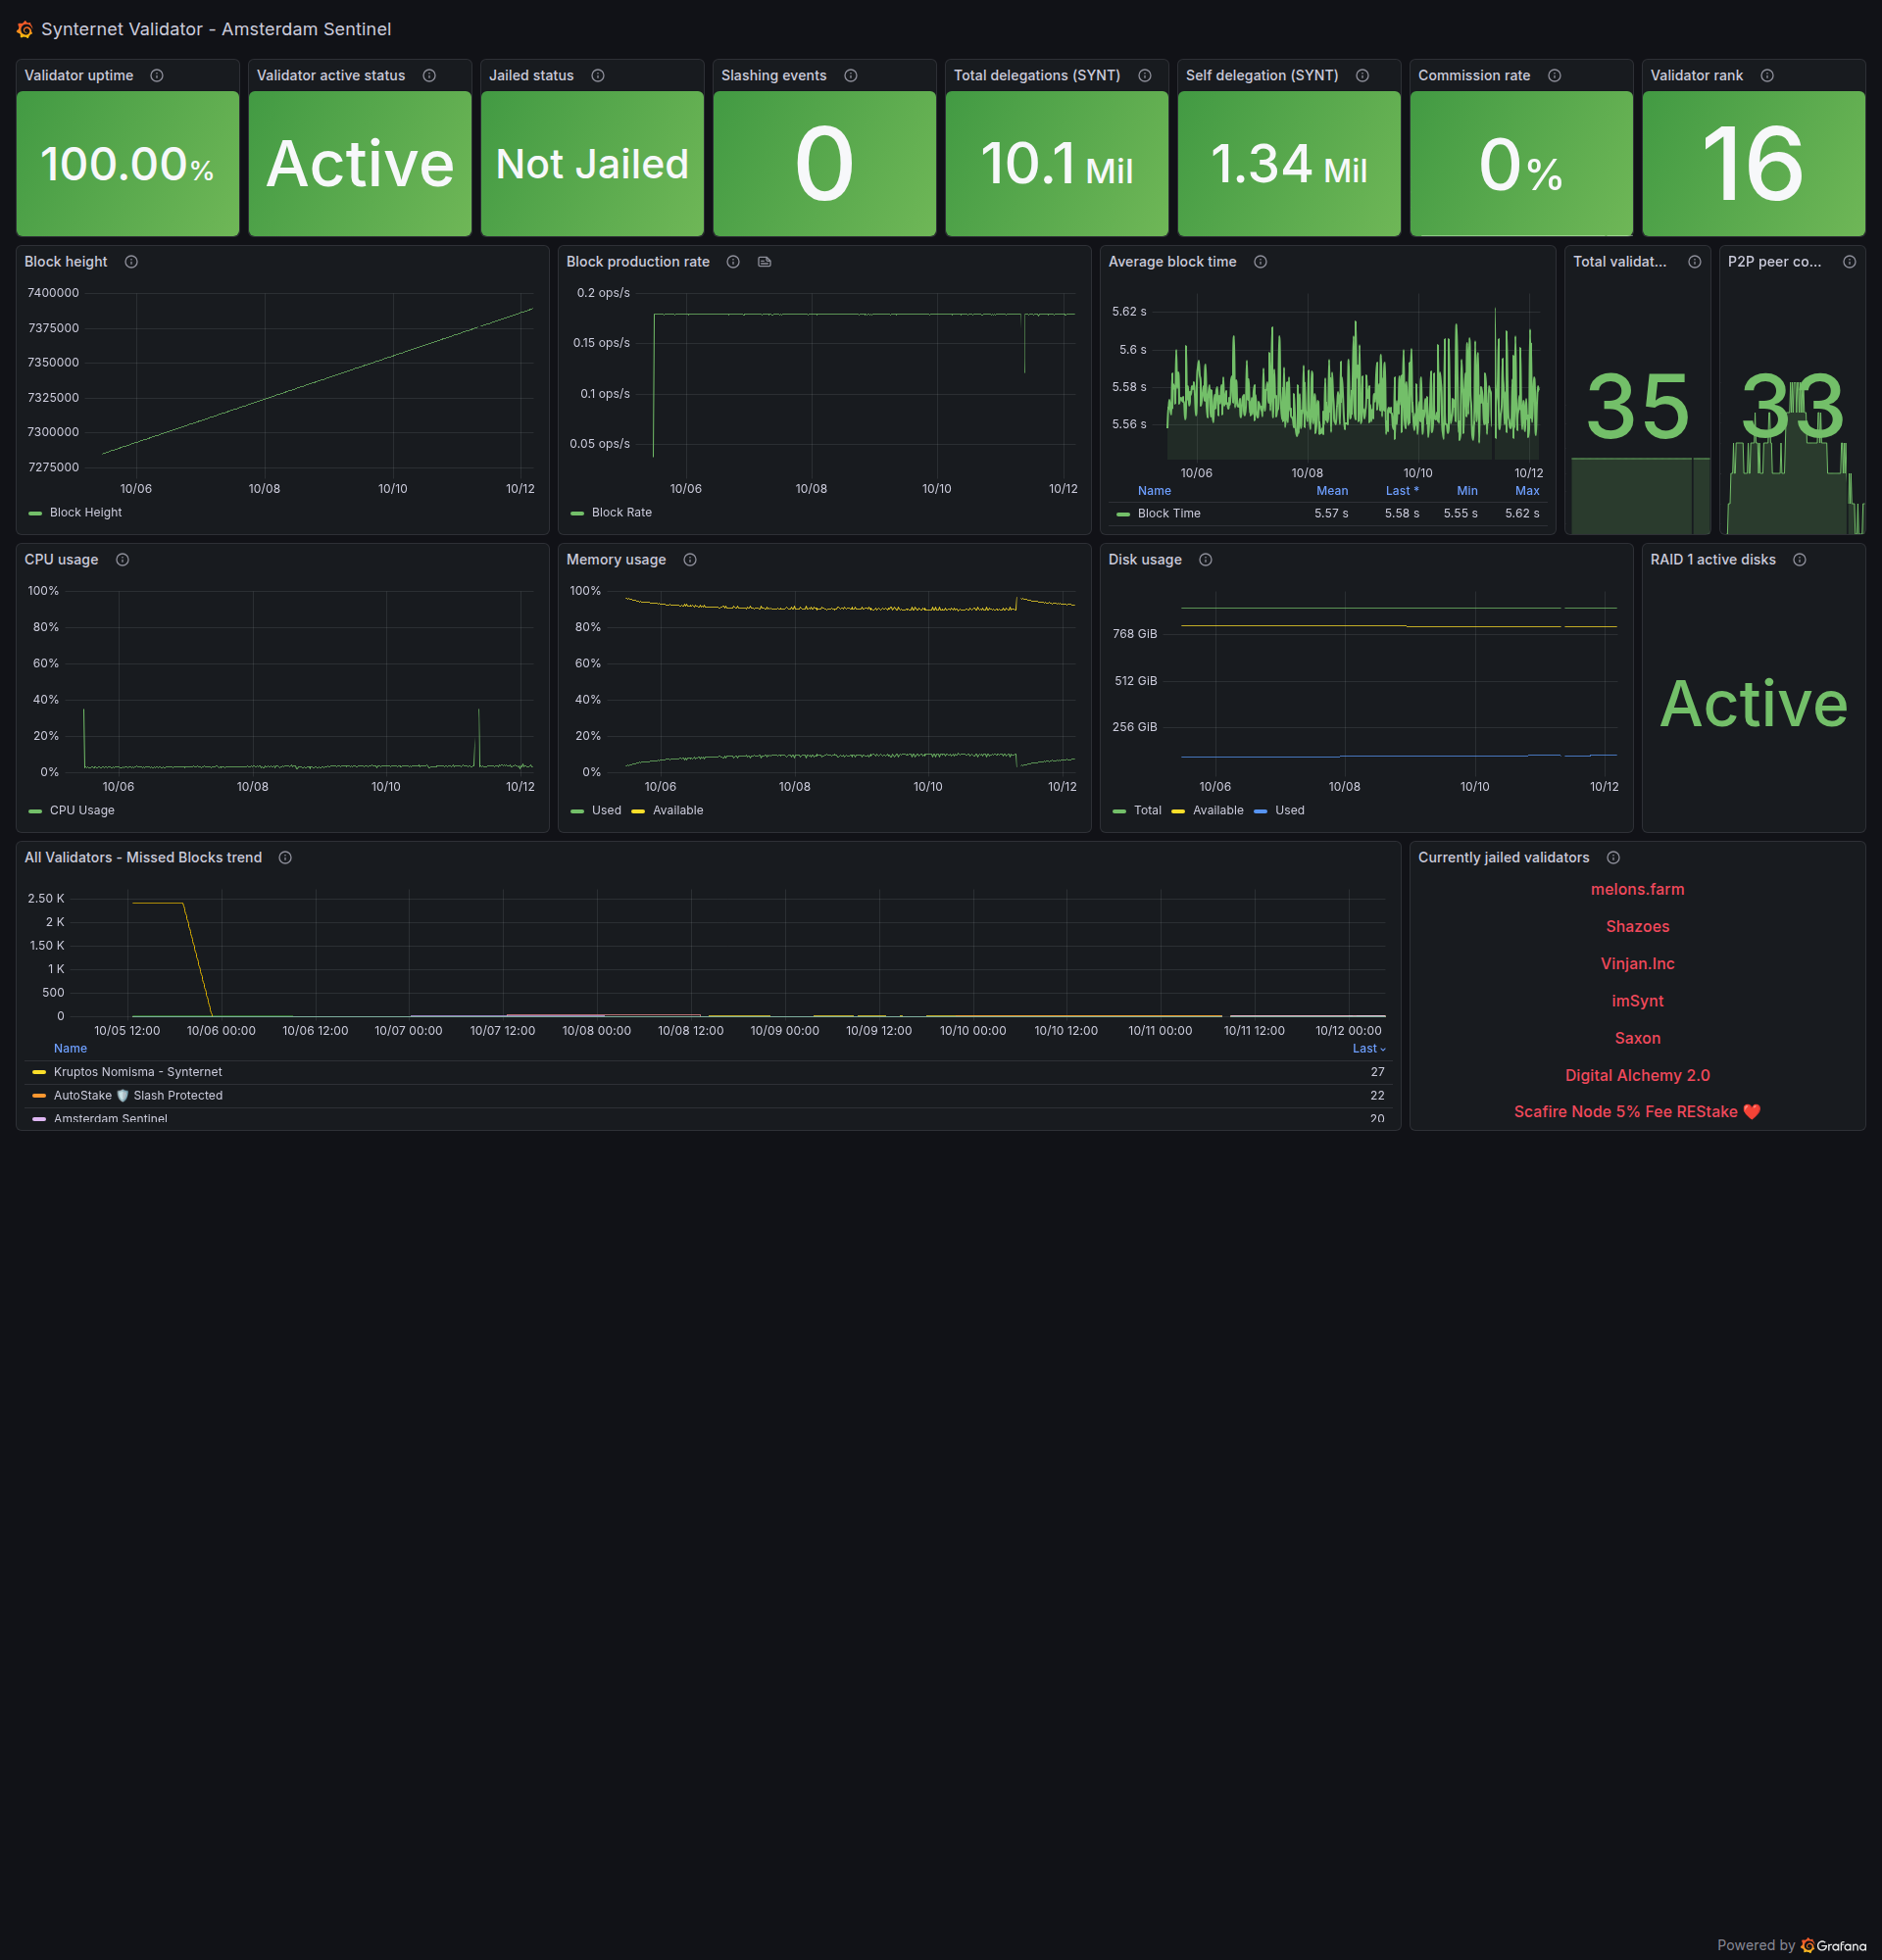 Synternet Validator - Amsterdam Sentinel
Validator uptime
100.00%
Validator active status
Active
Jailed status
Not Jailed
Slashing events
0
Total delegations (SYNT)
10.1 Mil
Self delegation (SYNT)
1.34 Mil
Commission rate
0%
Validator rank
16
Block height
7400000
7375000
7350000
7325000
7300000
7275000
10/06 10/08 10/10 10/12
Block Height
Block production rate
0.2 ops/s
0.15 ops/s
0.1 ops/s
0.05 ops/s
10/06 10/08 10/10 10/12
Block Rate
Average block time
5.62 s
5.6 s
5.58 s
5.56 s
10/06 10/08 10/10 10/12
Name Mean Last * Min Max
Block Time 5.57 s 5.58 s 5.55 s 5.62 s
Total validat...
35
P2P peer co...
33
CPU usage
100%
80%
60%
40%
20%
0%
10/06 10/08 10/10 10/12
CPU Usage
Memory usage
100%
80%
60%
40%
20%
0%
10/06 10/08 10/10 10/12
Used Available
Disk usage
768 GiB
512 GiB
256 GiB
10/06 10/08 10/10 10/12
Total Available Used
RAID 1 active disks
Active
All Validators - Missed Blocks trend
2.50 K
2 K
1.50 K
1 K
500
0
10/05 12:00 10/06 00:00 10/06 12:00 10/07 00:00 10/07 12:00 10/08 00:00 10/08 12:00 10/09 00:00 10/09 12:00 10/10 00:00 10/10 12:00 10/11 00:00 10/11 12:00 10/12 00:00
Name Last
Kruptos Nomisma - Synternet 27
AutoStake 🛡️ Slash Protected 22
Amsterdam Sentinel 20
Currently jailed validators
melons.farm
Shazoes
Vinjan.Inc
imSynt
Saxon
Digital Alchemy 2.0
Scafire Node 5% Fee REStake ❤️
Powered by Grafana